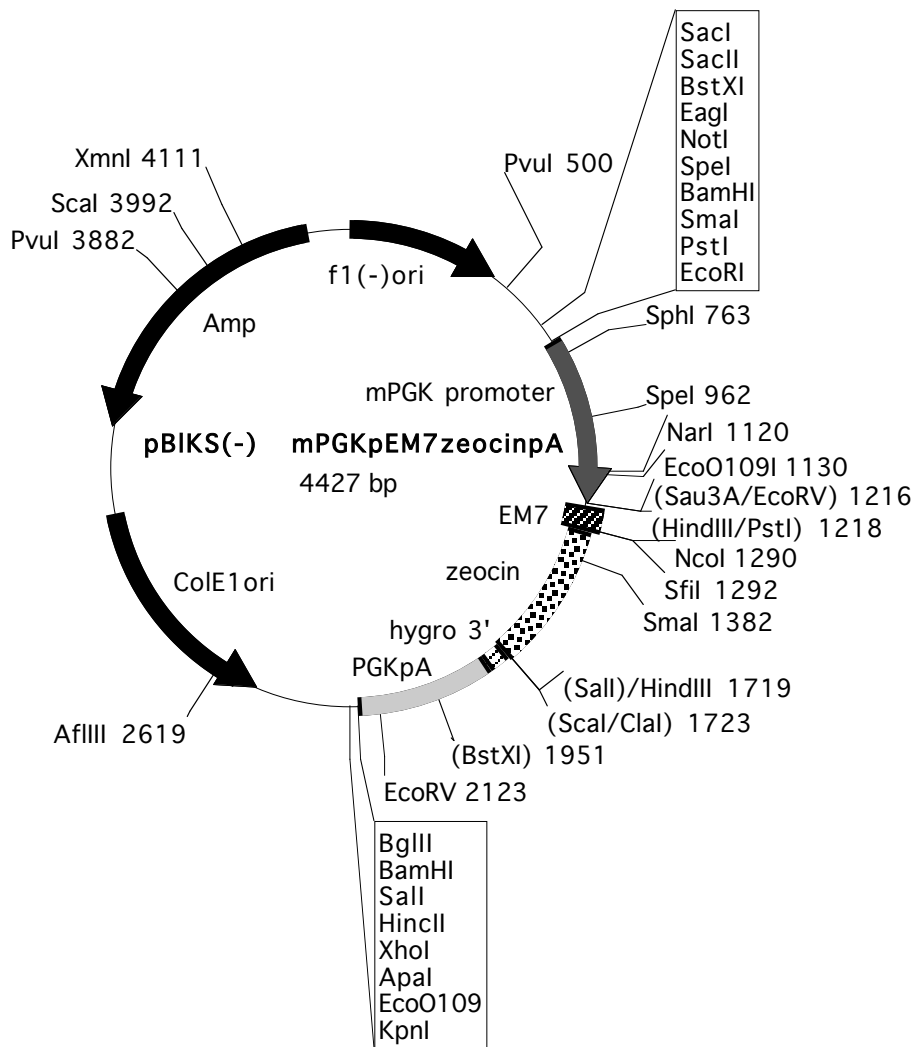 SacI
SacII
BstXI
EagI
NotI
SpeI
BamHI
SmaI
PstI
EcoRI
XmnI 4111
ScaI 3992
PvuI 3882
PvuI 500
f1(-)ori
Amp
SphI 763
mPGK promoter
SpeI 962
NarI 1120
pBlKS(-) mPGKpEM7zeocinpA
EcoO109I 1130
4427 bp
(Sau3A/EcoRV) 1216
EM7
(HindIII/PstI) 1218
NcoI 1290
zeocin
SfiI 1292
ColE1ori
SmaI 1382
hygro 3'
PGKpA
(SalI)/HindIII 1719
(ScaI/ClaI) 1723
AflIII 2619
(BstXI) 1951
EcoRV 2123
BglII
BamHI
SalI
HincII
XhoI
ApaI
EcoO109
KpnI